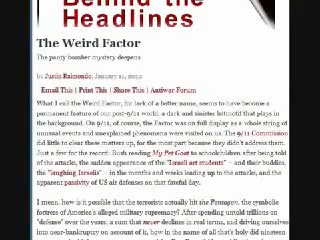 Behind the
Headlines
The Weird Factor
The panty bomber mystery deepens
by Justin Raimondo, January 11, 2010
Email This | Print This | Share This | Antiwar Forum
What I call the Weird Factor, for lack of a better name, seems to have become a
permanent feature of our post-9/11 world, a dark and sinister leitmotif that plays in
the background. On 9/11, of course, the Factor was on full display as a whole string of
unusual events and unexplained phenomena were visited on us. The 9/11 Commission
did little to clear these matters up, for the most part because they didn't address them.
Just a few for the record: Bush reading My Pet Goat to schoolchildren after being told
of the attacks, the sudden appearance of the "Israeli art students" – and their buddies,
the "laughing Israelis" – in the months and weeks leading up to the attacks, and the
apparent passivity of US air defenses on that fateful day.
I mean, how is it possible that the terrorists actually hit the Pentagon, the symbolic
fortress of America's alleged military supremacy? After spending untold trillions on
"defense" over the years, a sum that never declines in real terms, and driving ourselves
into near-bankruptcy on account of it, how in the name of all that's holy did nineteen